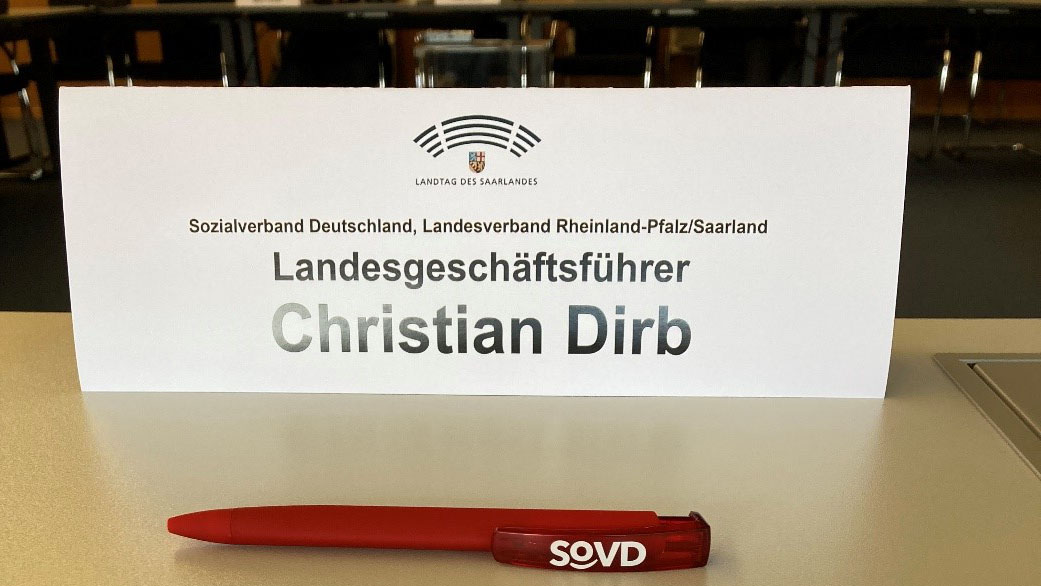 LANDTAG DES SAARLANDES
Sozialverband Deutschland, Landesverband Rheinland-Pfalz/Saarland
Landesgeschäftsführer
Christian Dirb
SoVD